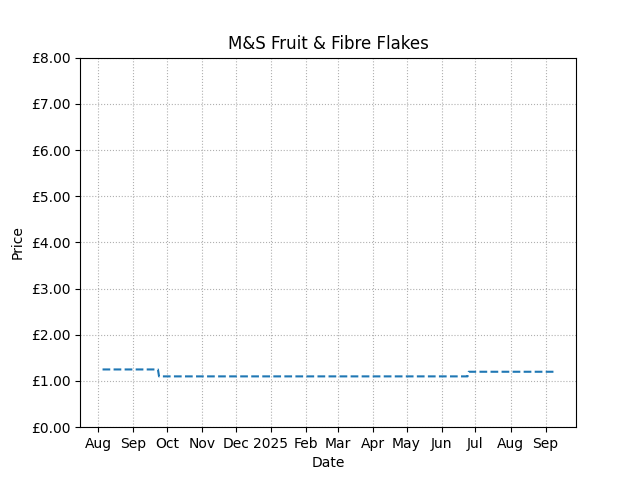 M&S Fruit & Fibre Flakes
£8.00
£7.00
£6.00
£5.00
£4.00
£3.00
£2.00
£1.00
£0.00
Price
Aug Sep Oct Nov Dec 2025 Feb Mar Apr May Jun Jul Aug Sep
Date